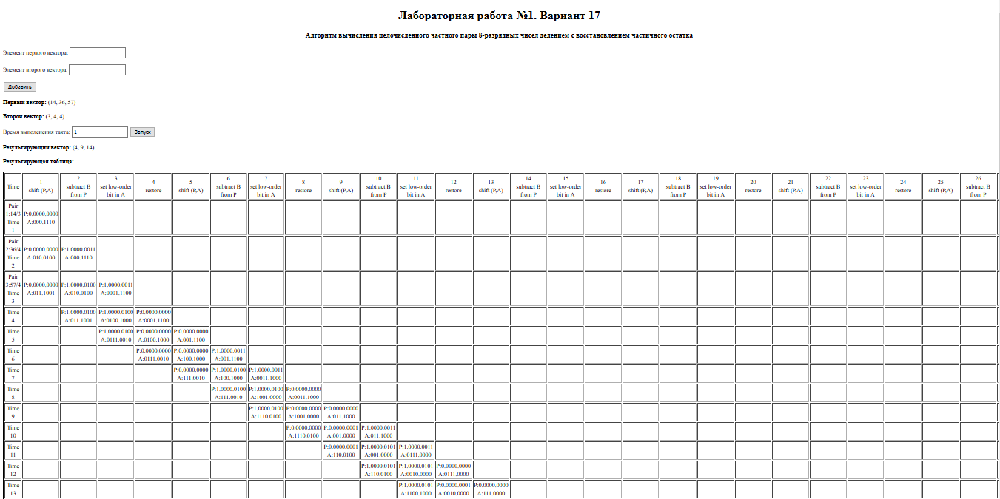 Лабораторная работа №1. Вариант 17
Алгоритм вычисления целочисленного частного пары 8-разрядных чисел делением с восстановлением частичного остатка
Элемент первого вектора:
Элемент второго вектора:
Добавить
Первый вектор: (14, 36, 57)
Второй вектор: (3, 4, 4)
Время выполенения такта: 1 Запуск
Результирующий вектор: (4, 9, 14)
Результирующая таблица:
Time 1 shift (P,A) 2 subtract B from P 3 set low-order bit in A 4 restore 5 shift (P,A) 6 subtract B from P 7 set low-order bit in A 8 restore 9 shift (P,A) 10 subtract B from P 11 set low-order bit in A 12 restore 13 shift (P,A) 14 subtract B from P 15 set low-order bit in A 16 restore 17 shift (P,A) 18 subtract B from P 19 set low-order bit in A 20 restore 21 shift (P,A) 22 subtract B from P 23 set low-order bit in A 24 restore 25 shift (P,A) 26 subtract B from P
Pair 1:14/3 Time 1 P:0.0000.0000 A:000.1110
Pair 2:36/4 Time 2 P:0.0000.0000 A:010.0100 P:1.0000.0011 A:000.1110
Pair 3:57/4 Time 3 P:0.0000.0000 A:011.1001 P:1.0000.0100 A:010.0100 P:1.0000.0011 A:0001.1100
Time 4 P:1.0000.0100 A:011.1001 P:1.0000.0100 A:0100.1000 P:0.0000.0000 A:0001.1100
Time 5 P:1.0000.0100 A:0111.0010 P:0.0000.0000 A:0100.1000 P:0.0000.0000 A:001.1100
Time 6 P:0.0000.0000 A:0111.0010 P:0.0000.0000 A:100.1000 P:1.0000.0011 A:001.1100
Time 7 P:0.0000.0000 A:111.0010 P:1.0000.0100 A:100.1000 P:1.0000.0011 A:0011.1000
Time 8 P:1.0000.0100 A:111.0010 P:1.0000.0100 A:1001.0000 P:0.0000.0000 A:0011.1000
Time 9 P:1.0000.0100 A:1110.0100 P:0.0000.0000 A:1001.0000 P:0.0000.0000 A:011.1000
Time 10 P:0.0000.0000 A:1110.0100 P:0.0000.0001 A:001.0000 P:1.0000.0011 A:011.1000
Time 11 P:0.0000.0001 A:110.0100 P:1.0000.0101 A:001.0000 P:1.0000.0011 A:0111.0000
Time 12 P:1.0000.0101 A:110.0100 P:1.0000.0101 A:0010.0000 P:0.0000.0000 A:0111.0000
Time 13 P:1.0000.0101 A:1100.1000 P:0.0000.0001 A:0010.0000 P:0.0000.0000 A:111.0000